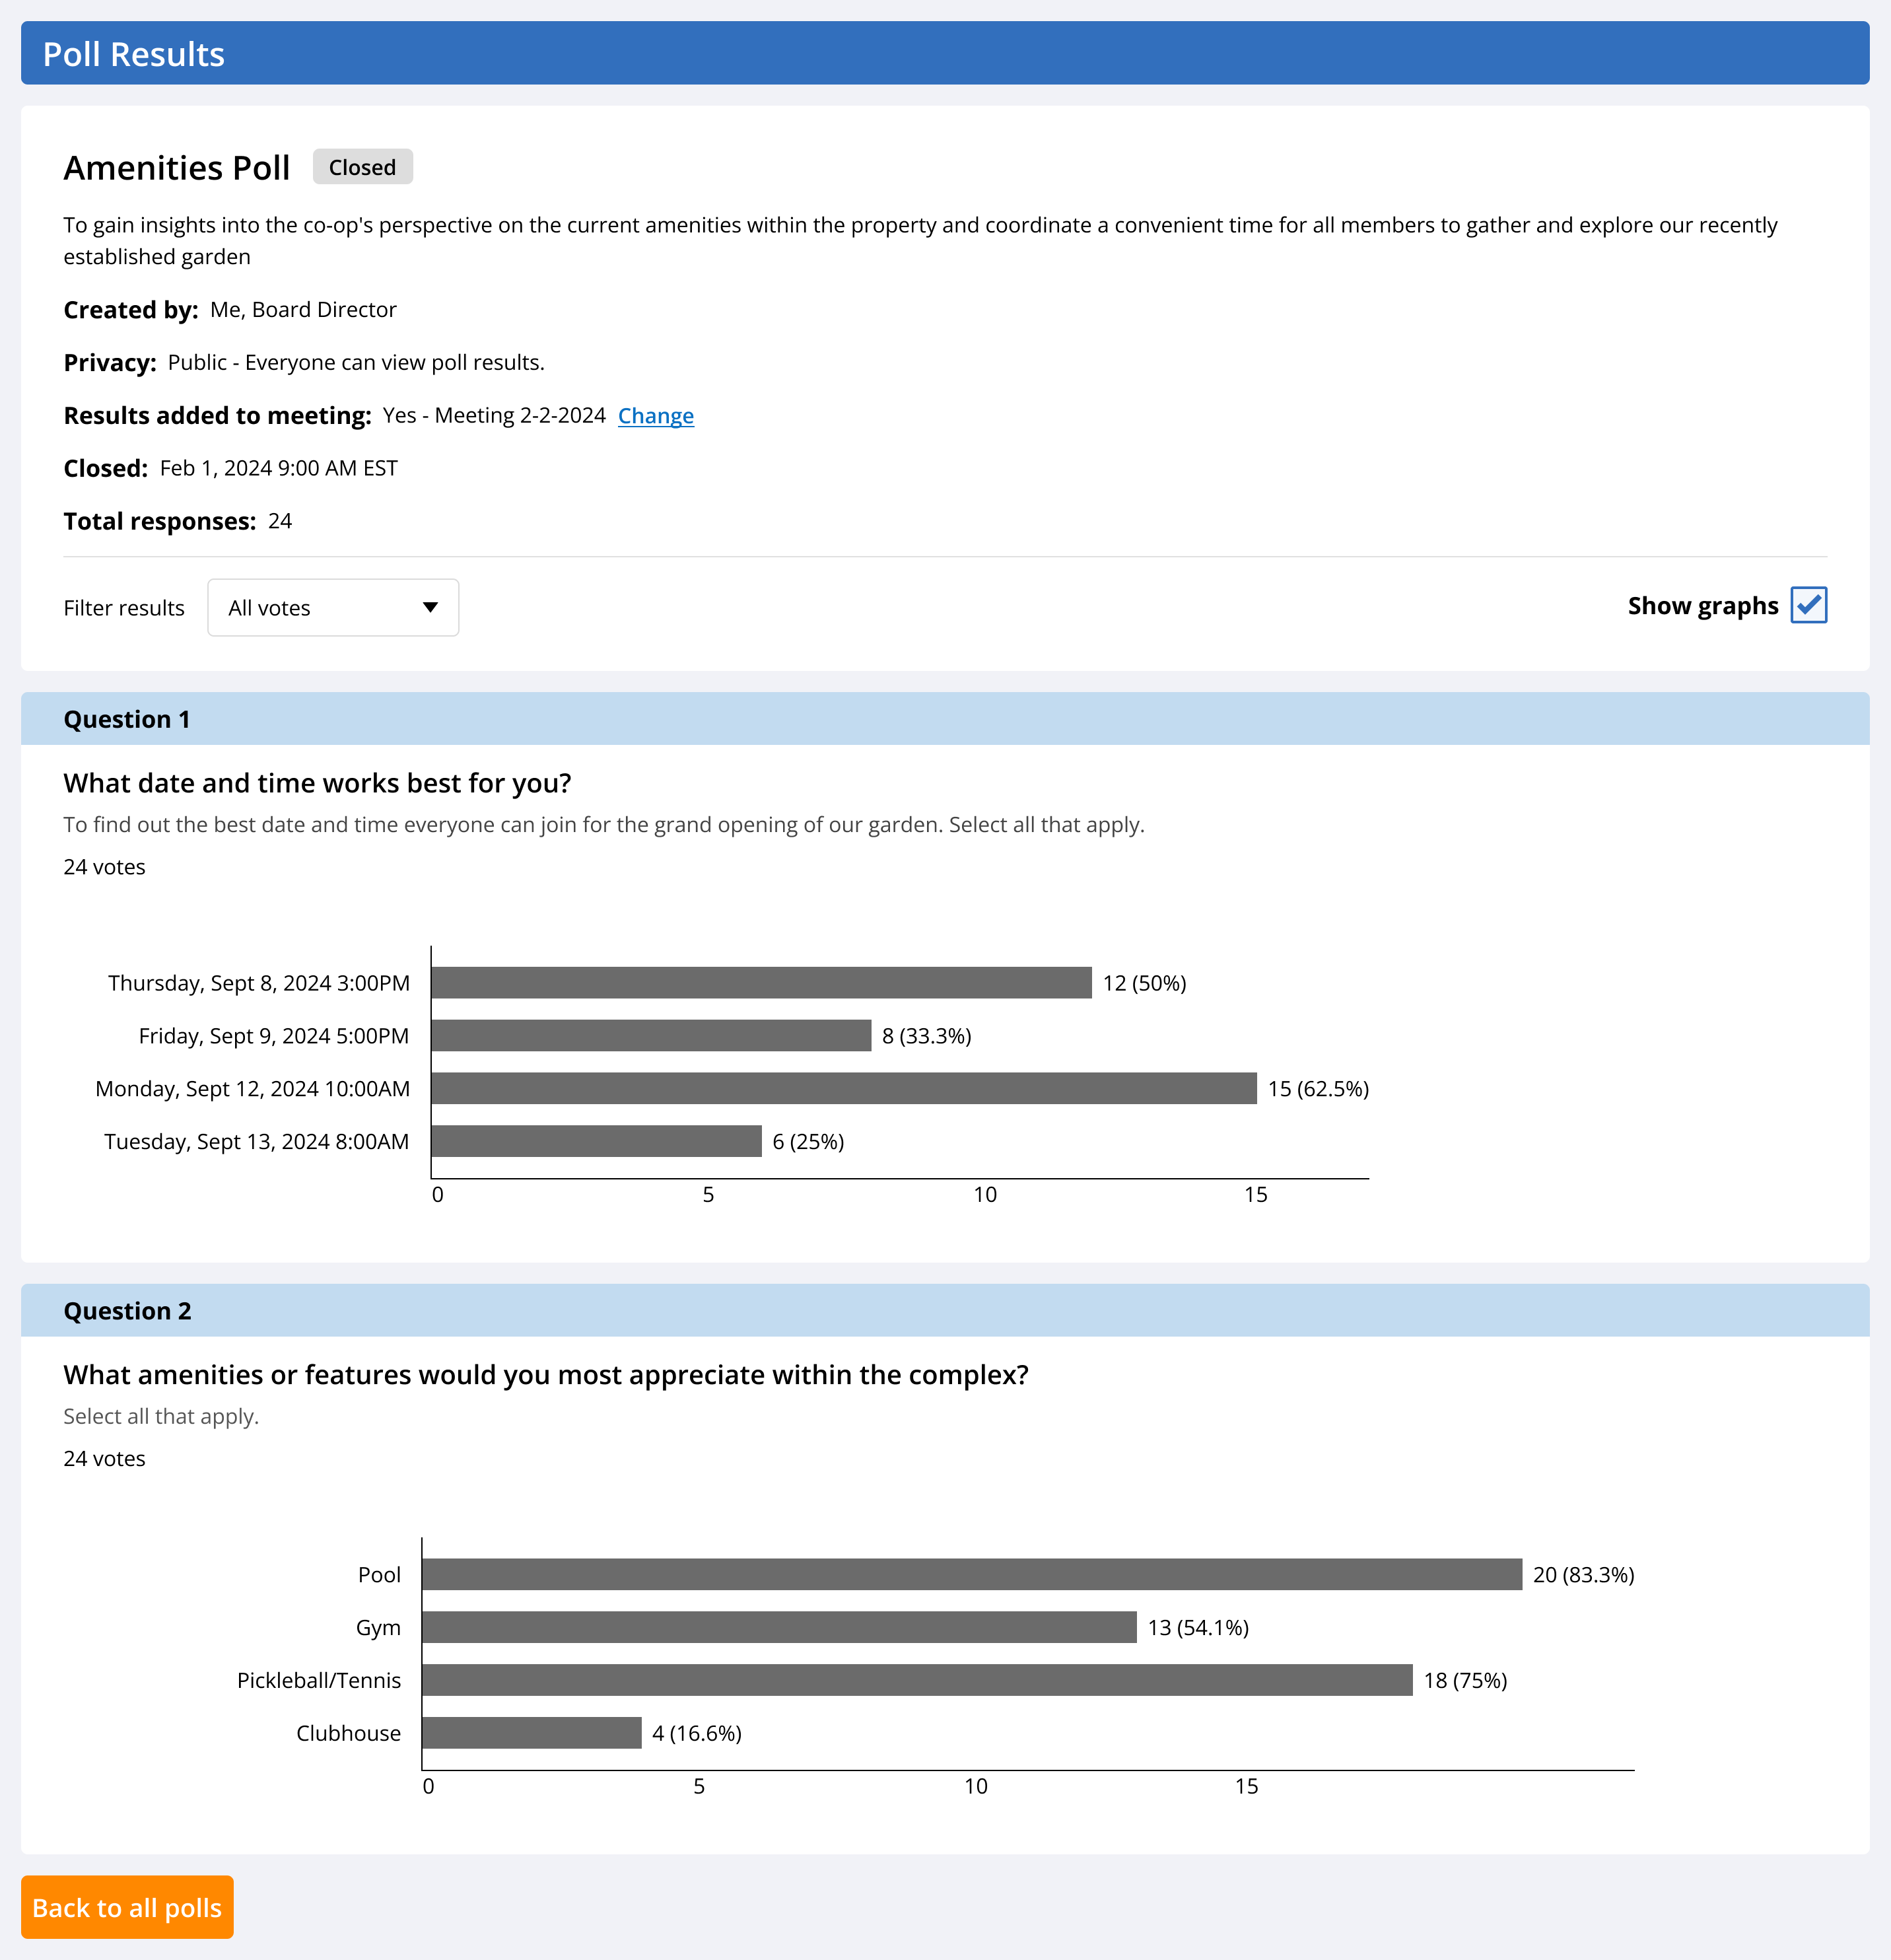 Poll Results
Amenities Poll
Closed
To gain insights into the co-op's perspective on the current amenities within the property and coordinate a convenient time for all members to gather and explore our recently
established garden
Created by: Me, Board Director
Privacy: Public - Everyone can view poll results.
Results added to meeting: Yes - Meeting 2-2-2024 Change
Closed: Feb 1, 2024 9:00 AM EST
Total responses: 24
Filter results All votes Show graphs
Question 1
What date and time works best for you?
To find out the best date and time everyone can join for the grand opening of our garden. Select all that apply.
24 votes
Thursday, Sept 8, 2024 3:00PM 12 (50%)
Friday, Sept 9, 2024 5:00PM 8 (33.3%)
Monday, Sept 12, 2024 10:00AM 15 (62.5%)
Tuesday, Sept 13, 2024 8:00AM 6 (25%)
0 5 10 15
Question 2
What amenities or features would you most appreciate within the complex?
Select all that apply.
24 votes
Pool 20 (83.3%)
Gym 13 (54.1%)
Pickleball/Tennis 18 (75%)
Clubhouse 4 (16.6%)
0 5 10 15
Back to all polls